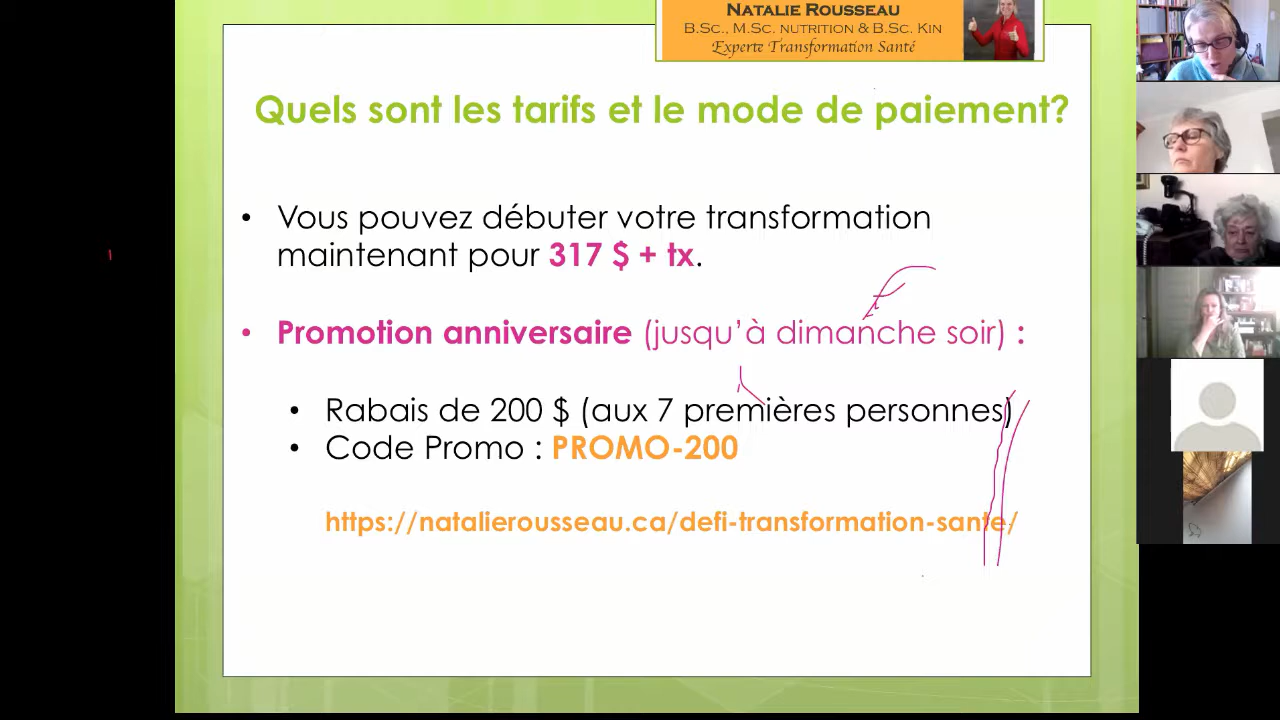 NATALIE ROUSSEAU
B.SC., M.SC. NUTRITION & B.SC. KIN
Experte Transformation Santé
Quels sont les tarifs et le mode de paiement?
• Vous pouvez débuter votre transformation
maintenant pour 317 $ + tx.
• Promotion anniversaire (jusqu'à dimanche soir) :
• Rabais de 200 $ (aux 7 premières personnes)
• Code Promo : PROMO-200
https://natalierousseau.ca/defi-transformation-sante/